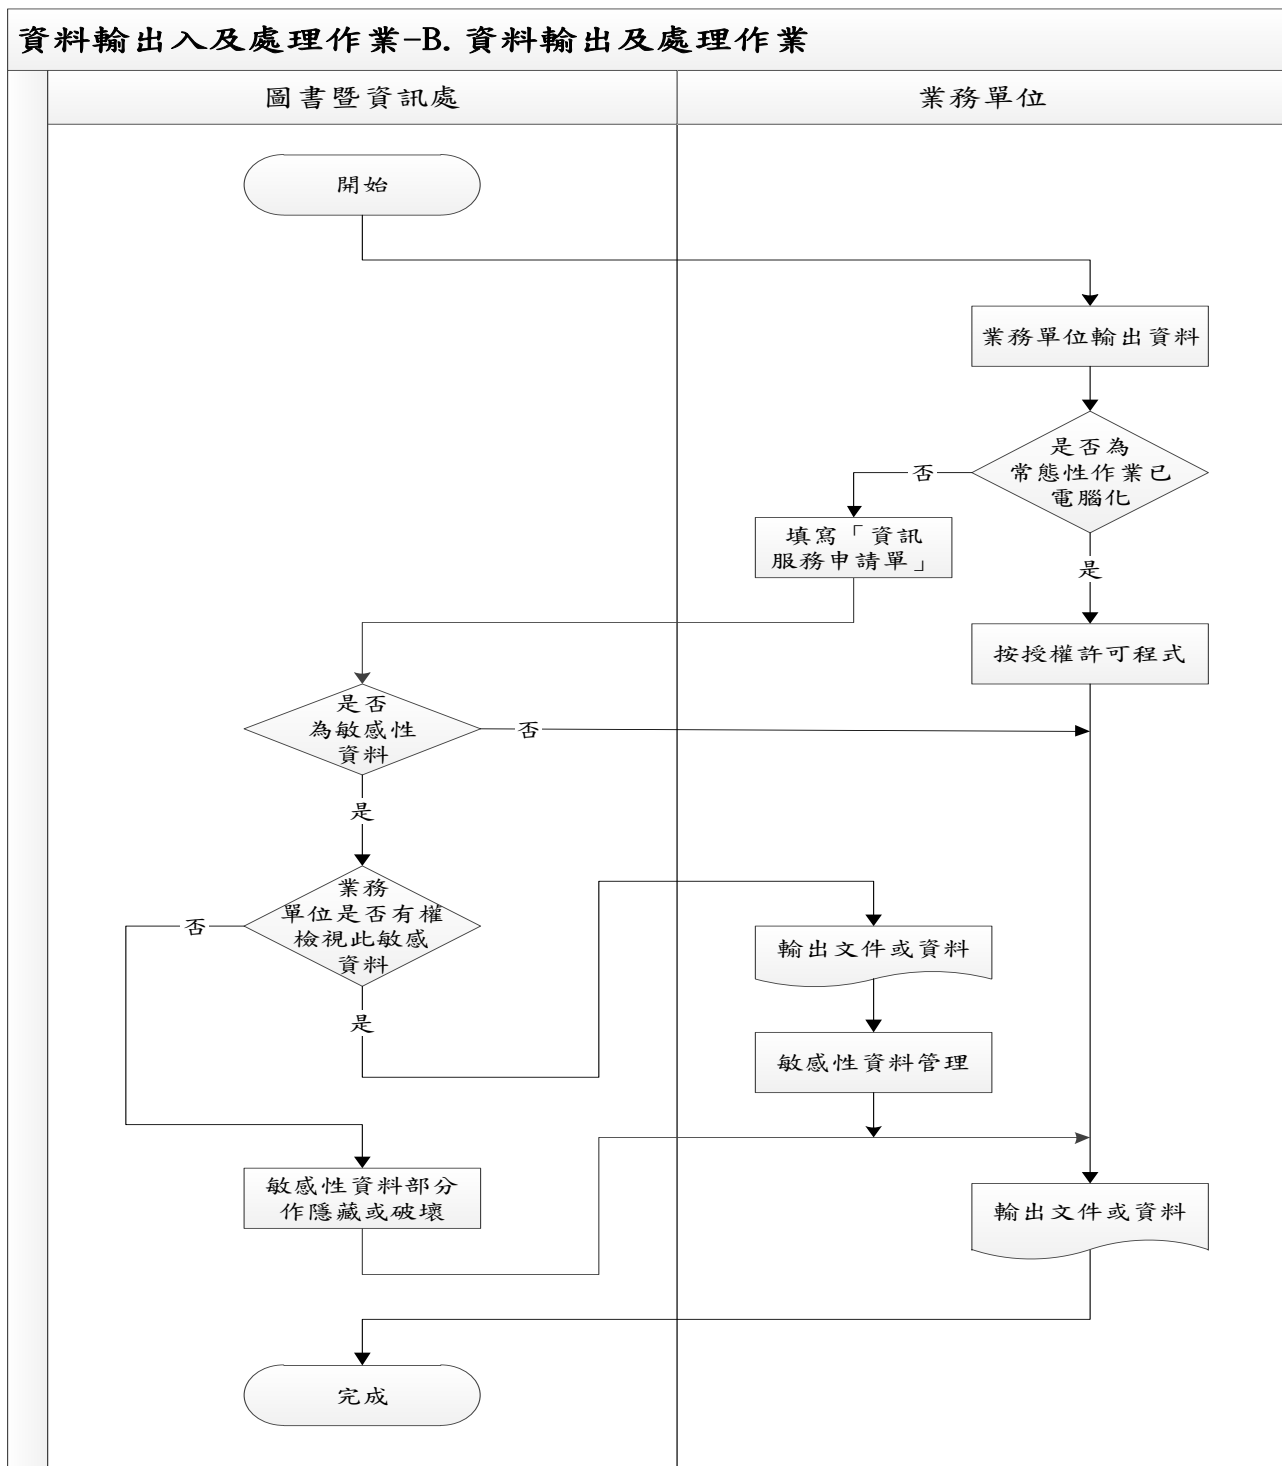 資料輸出入及處理作業-B.資料輸出及處理作業
圖書暨資訊處
業務單位
開始
業務單位輸出資料
是否為
常態性作業已
電腦化
否
填寫「資訊
服務申請單」
是
按授權許可程式
是否
為敏感性
資料
否
是
業務
單位是否有權
檢視此敏感
資料
否
是
輸出文件或資料
敏感性資料管理
敏感性資料部分
作隱藏或破壞
輸出文件或資料
完成